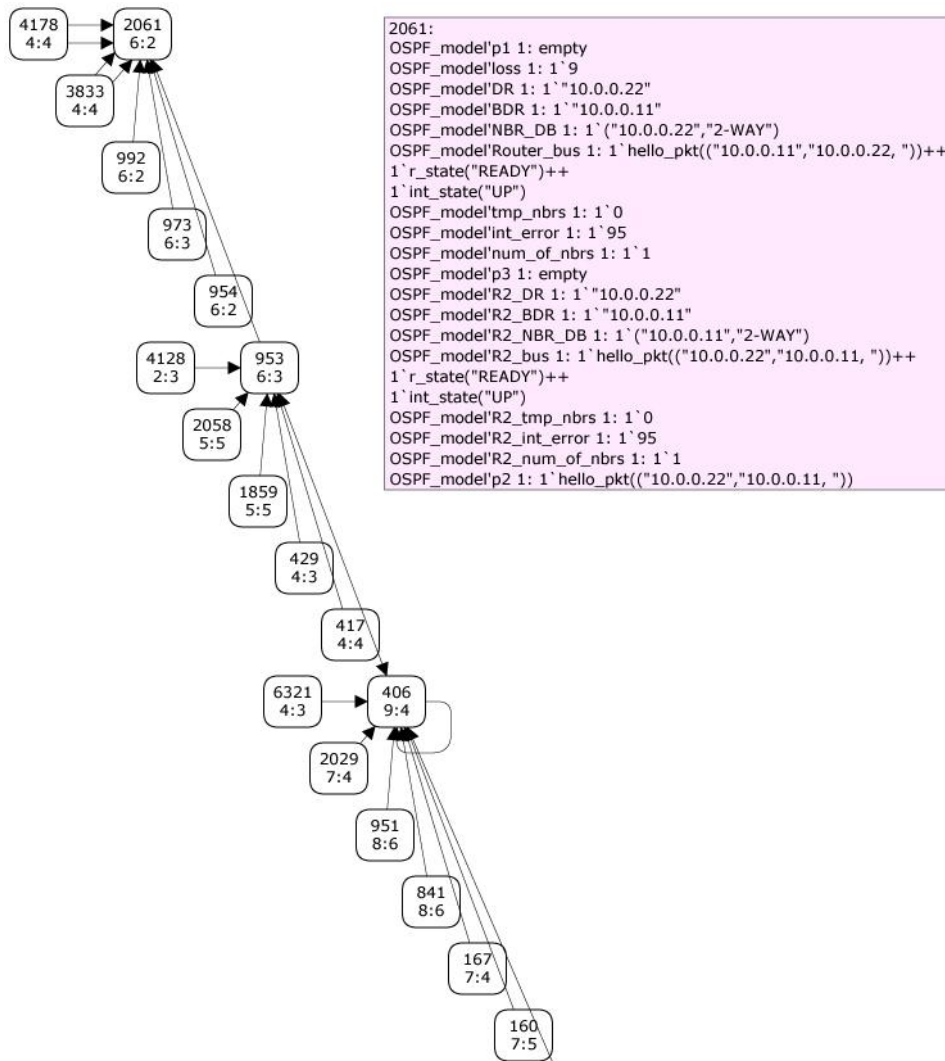 4178
4:4
2061
6:2
3833
4:4
992
6:2
973
6:3
954
6:2
4128
2:3
953
6:3
2058
5:5
1859
5:5
429
4:3
417
4:4
6321
4:3
406
9:4
2029
7:4
951
8:6
841
8:6
167
7:4
160
7:5
2061:
OSPF_model'p1 1: empty
OSPF_model'loss 1: 1`9
OSPF_model'DR 1: 1`"10.0.0.22"
OSPF_model'BDR 1: 1`"10.0.0.11"
OSPF_model'NBR_DB 1: 1`("10.0.0.22","2-WAY")
OSPF_model'Router_bus 1: 1`hello_pkt(("10.0.0.11","10.0.0.22, "))++
1`r_state("READY")++
1`int_state("UP")
OSPF_model'tmp_nbrs 1: 1`0
OSPF_model'int_error 1: 1`95
OSPF_model'num_of_nbrs 1: 1`1
OSPF_model'p3 1: empty
OSPF_model'R2_DR 1: 1`"10.0.0.22"
OSPF_model'R2_BDR 1: 1`"10.0.0.11"
OSPF_model'R2_NBR_DB 1: 1`("10.0.0.11","2-WAY")
OSPF_model'R2_bus 1: 1`hello_pkt(("10.0.0.22","10.0.0.11, "))++
1`r_state("READY")++
1`int_state("UP")
OSPF_model'R2_tmp_nbrs 1: 1`0
OSPF_model'R2_int_error 1: 1`95
OSPF_model'R2_num_of_nbrs 1: 1`1
OSPF_model'p2 1: 1`hello_pkt(("10.0.0.22","10.0.0.11, "))